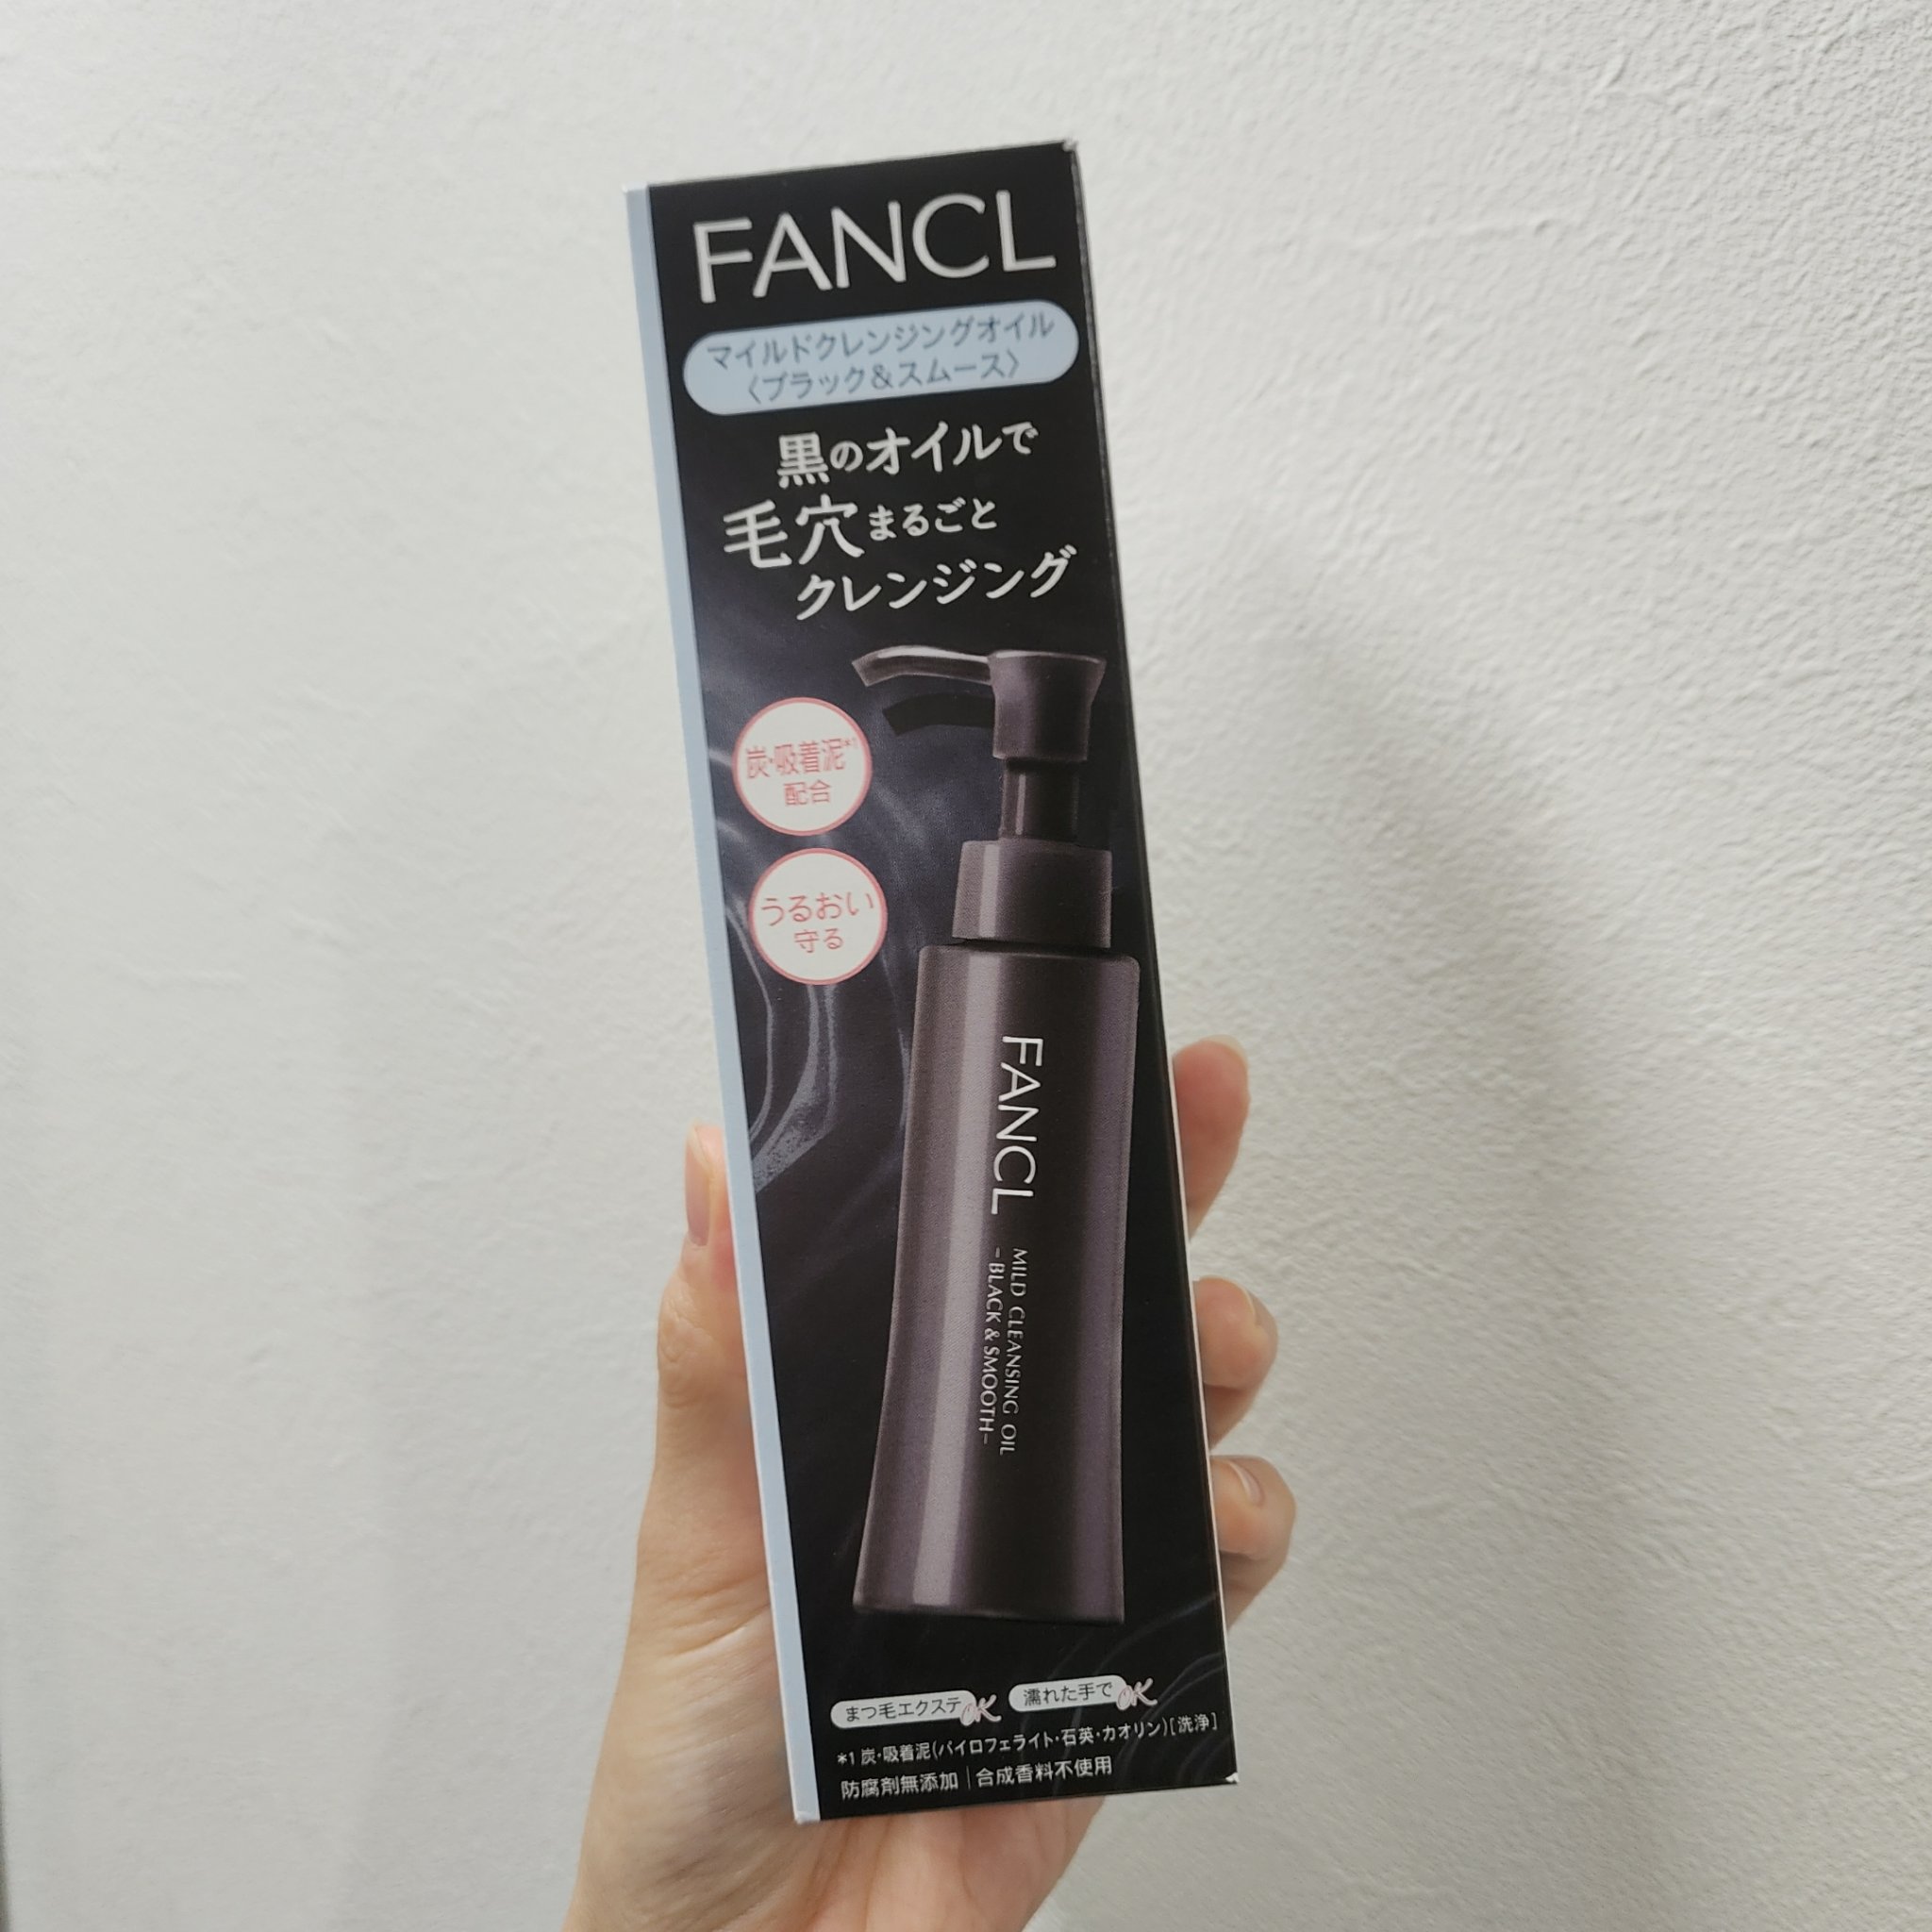 FANCL
マイルドクレンジングオイル
〈ブラック&スムース〉
黒のオイルで
毛穴まるごと
クレンジング
炭・吸着泥*1
配合
うるおい
守る
FANCL
MILD CLEANSING OIL
-BLACK & SMOOTH-
まつ毛エクステOK 濡れた手でOK
*1 炭・吸着泥(パイロフェライト・石英・カオリン)[洗浄]
防腐剤無添加|合成香料不使用